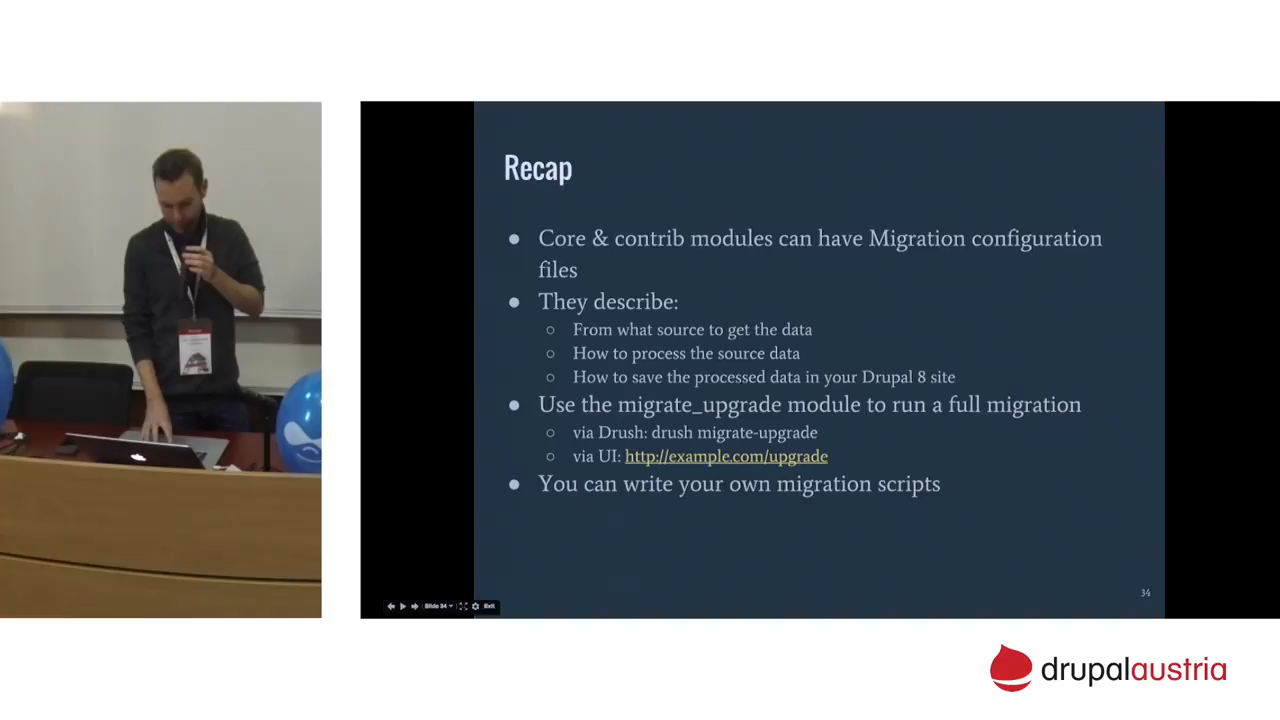 Recap
● Core & contrib modules can have Migration configuration
files
● They describe:
○ From what source to get the data
○ How to process the source data
○ How to save the processed data in your Drupal 8 site
● Use the migrate_upgrade module to run a full migration
○ via Drush: drush migrate-upgrade
○ via UI: http://example.com/upgrade
● You can write your own migration scripts
34
Slide 34
Exit
drupalaustria